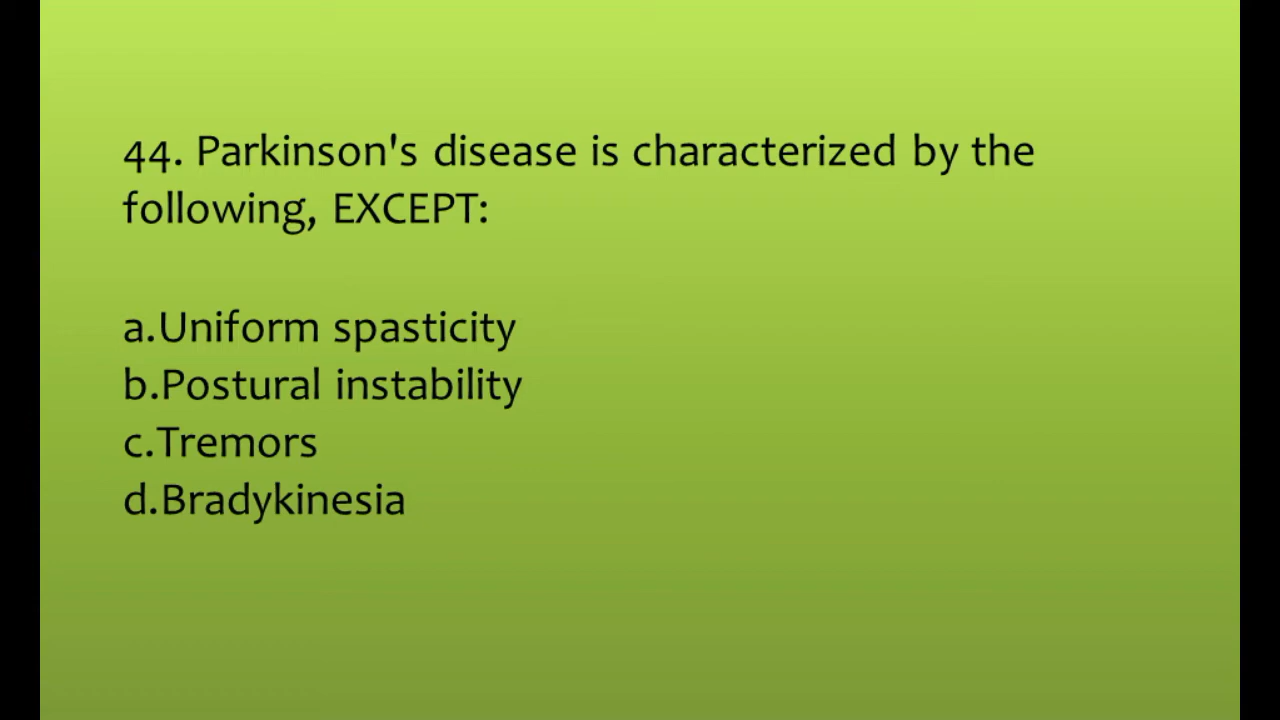 44. Parkinson's disease is characterized by the
following, EXCEPT:
a.Uniform spasticity
b.Postural instability
c.Tremors
d.Bradykinesia